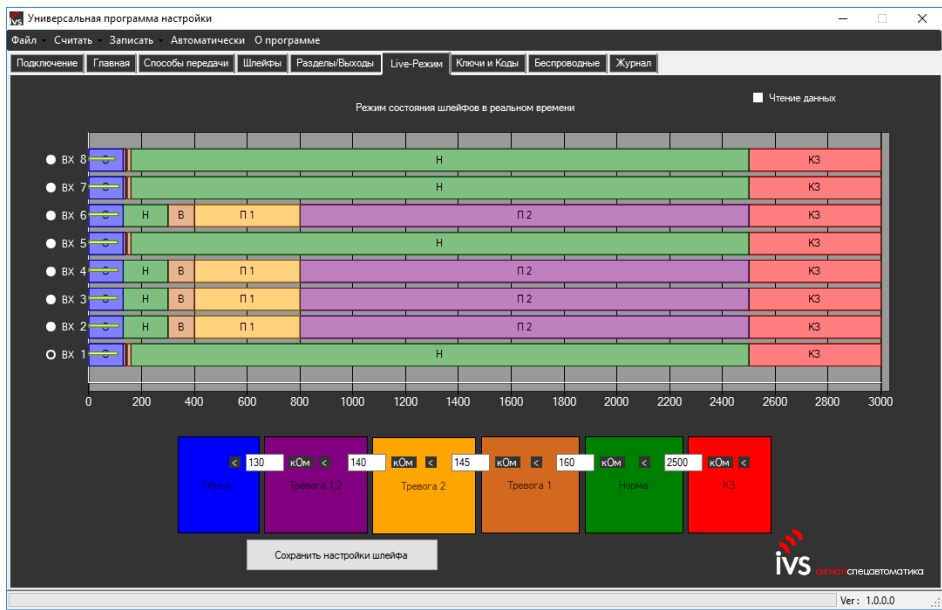 ivs Универсальная программа настройки
Файл Считать Записать Автоматически О программе
Подключение Главная Способы передачи Шлейфы Разделы/Выходы Live-Режим Ключи и Коды Беспроводные Журнал
Чтение данных
Режим состояния шлейфов в реальном времени
ВХ 8 О Н КЗ
ВХ 7 О Н КЗ
ВХ 6 О Н В П 1 П 2 КЗ
ВХ 5 О Н КЗ
ВХ 4 О Н В П 1 П 2 КЗ
ВХ 3 О Н В П 1 П 2 КЗ
ВХ 2 О Н В П 1 П 2 КЗ
ВХ 1 О Н КЗ
0 200 400 600 800 1000 1200 1400 1600 1800 2000 2200 2400 2600 2800 3000
< 130 кОм < 140 кОм < 145 кОм < 160 кОм < 2500 кОм <
Обрыв Тревога 1,2 Тревога 2 Тревога 1 Норма КЗ
Сохранить настройки шлейфа
ivs сигналспецавтоматика
Ver : 1.0.0.0